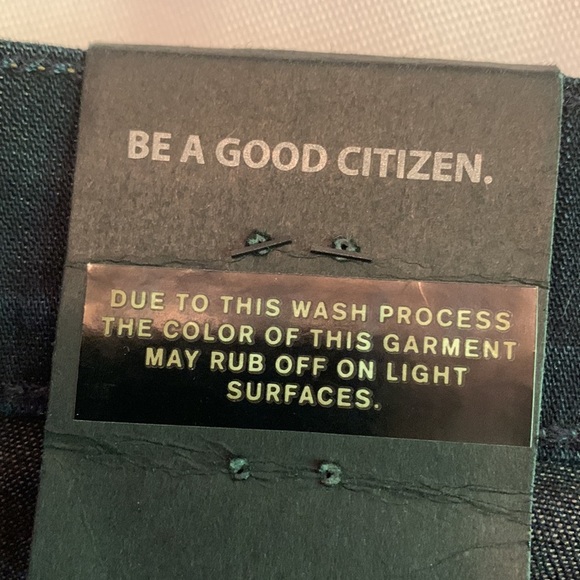 BE A GOOD CITIZEN.
DUE TO THIS WASH PROCESS
THE COLOR OF THIS GARMENT
MAY RUB OFF ON LIGHT
SURFACES.